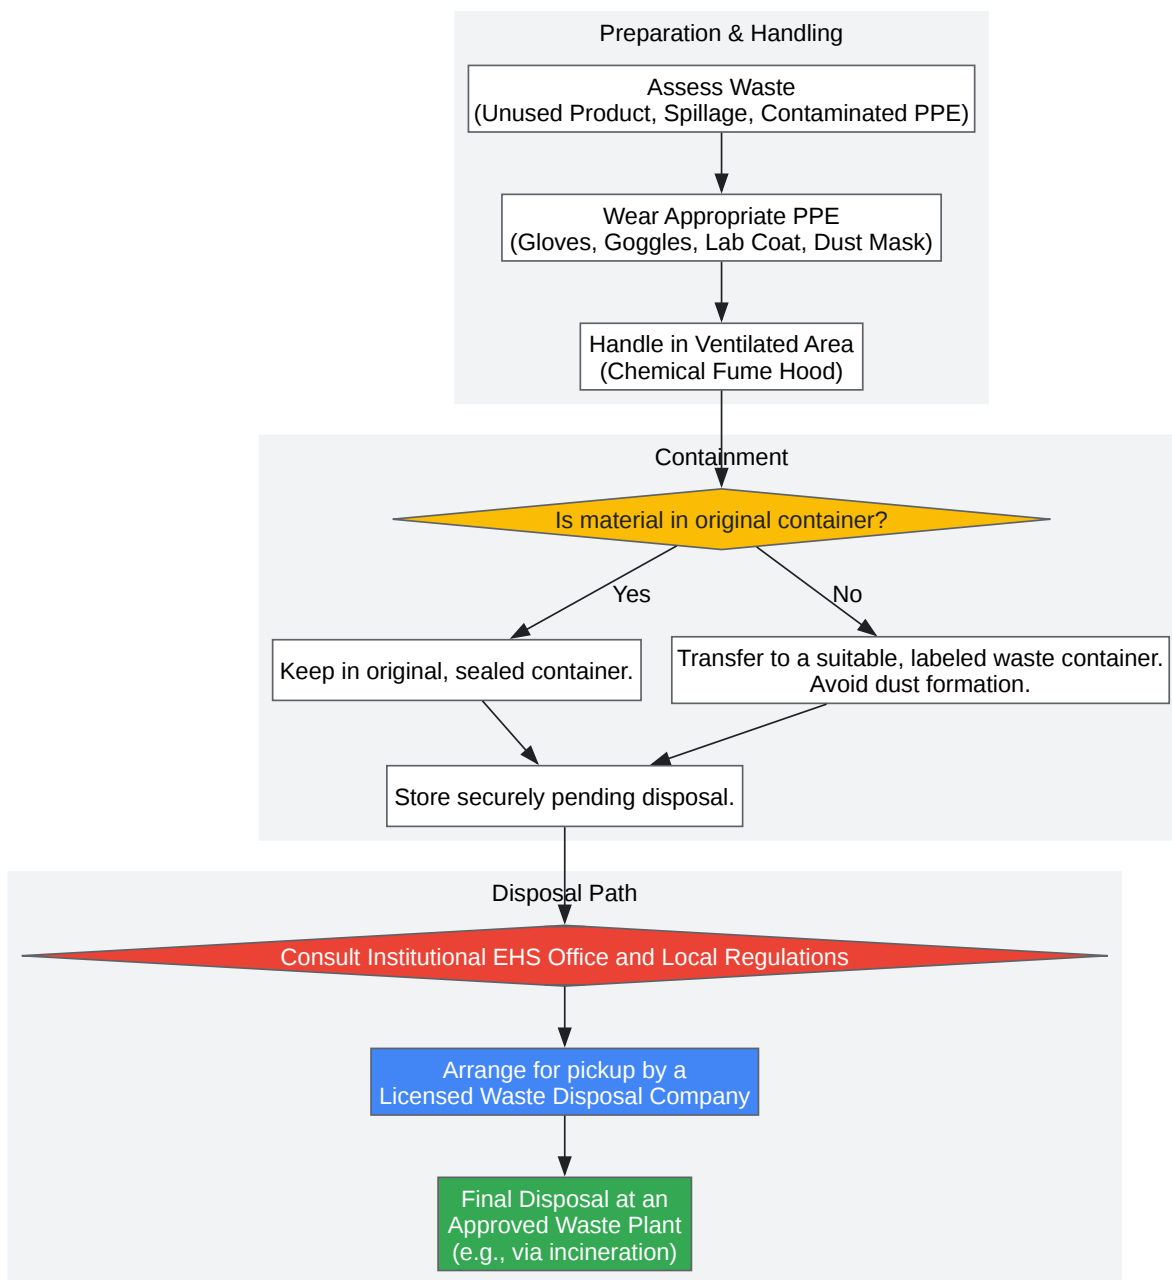 Preparation & Handling
Assess Waste
(Unused Product, Spillage, Contaminated PPE)
Wear Appropriate PPE
(Gloves, Goggles, Lab Coat, Dust Mask)
Handle in Ventilated Area
(Chemical Fume Hood)
Containment
Is material in original container?
Yes
No
Keep in original, sealed container.
Transfer to a suitable, labeled waste container.
Avoid dust formation.
Store securely pending disposal.
Disposal Path
Consult Institutional EHS Office and Local Regulations
Arrange for pickup by a
Licensed Waste Disposal Company
Final Disposal at an
Approved Waste Plant
(e.g., via incineration)